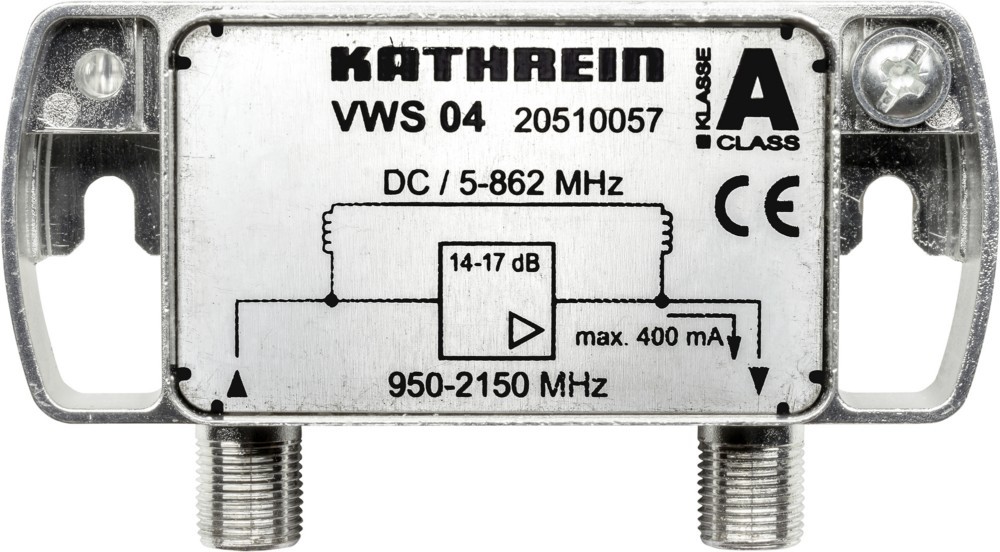 KATHREIN
VWS 04 20510057
KLASSE
A
CLASS
DC / 5-862 MHz
CE
14-17 dB
max. 400 mA
950-2150 MHz